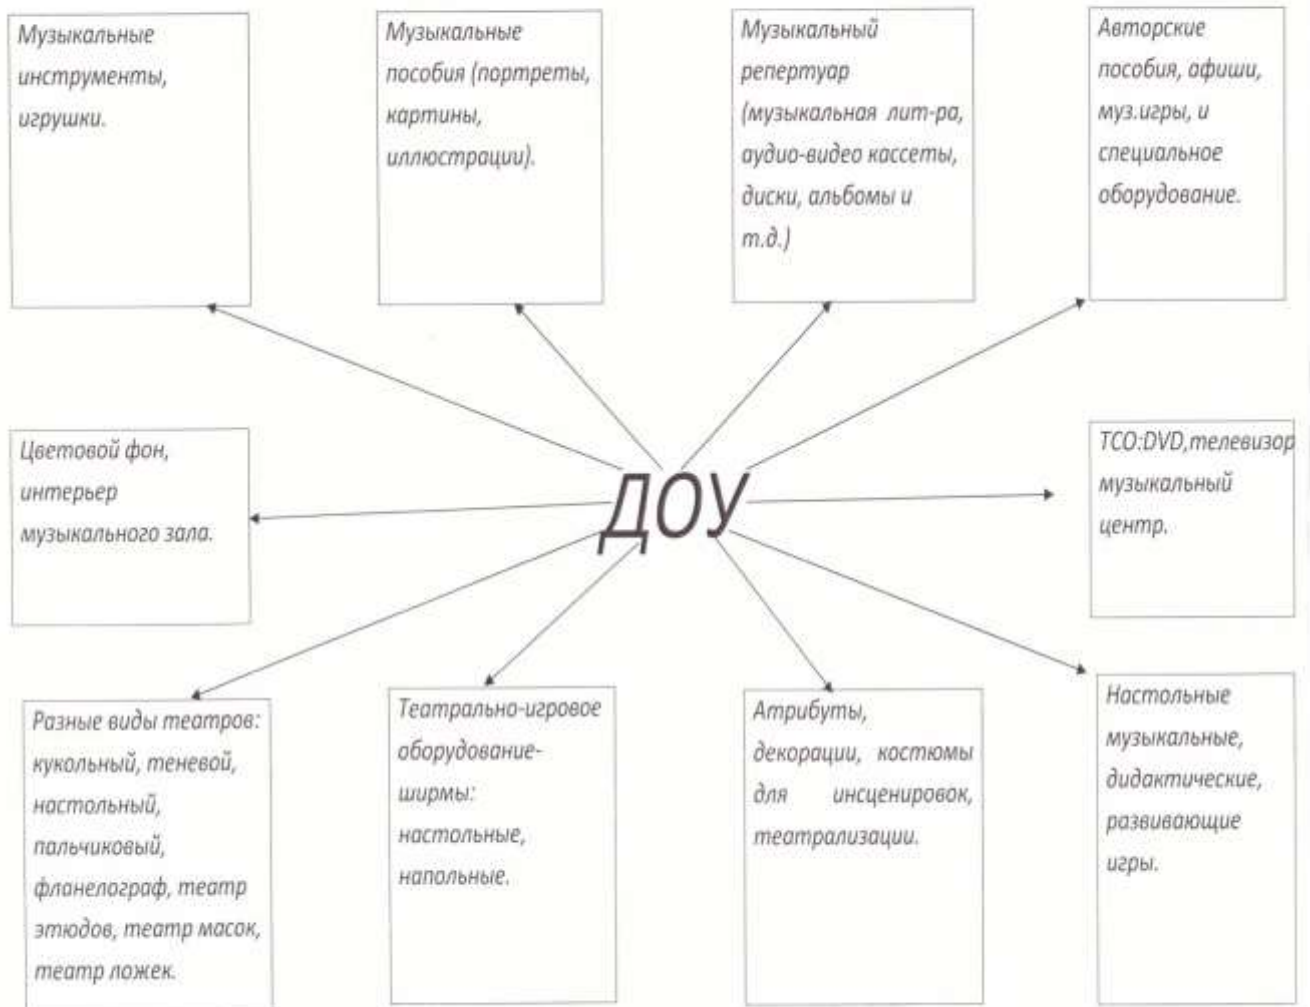 Музыкальные
инструменты,
игрушки.
Музыкальные
пособия (портреты,
картины,
иллюстрации).
Музыкальный
репертуар
(музыкальная лит-ра,
аудио-видео кассеты,
диски, альбомы и
т.д.)
Авторские
пособия, афиши,
муз.игры, и
специальное
оборудование.
Цветовой фон,
интерьер
музыкального зала.
ДОУ
ТСО:DVD,телевизор
музыкальный
центр.
Разные виды театров:
кукольный, теневой,
настольный,
пальчиковый,
фланелограф, театр
этюдов, театр масок,
театр ложек.
Театрально-игровое
оборудование-
ширмы:
настольные,
напольные.
Атрибуты,
декорации, костюмы
для инсценировок,
театрализации.
Настольные
музыкальные,
дидактические,
развивающие
игры.